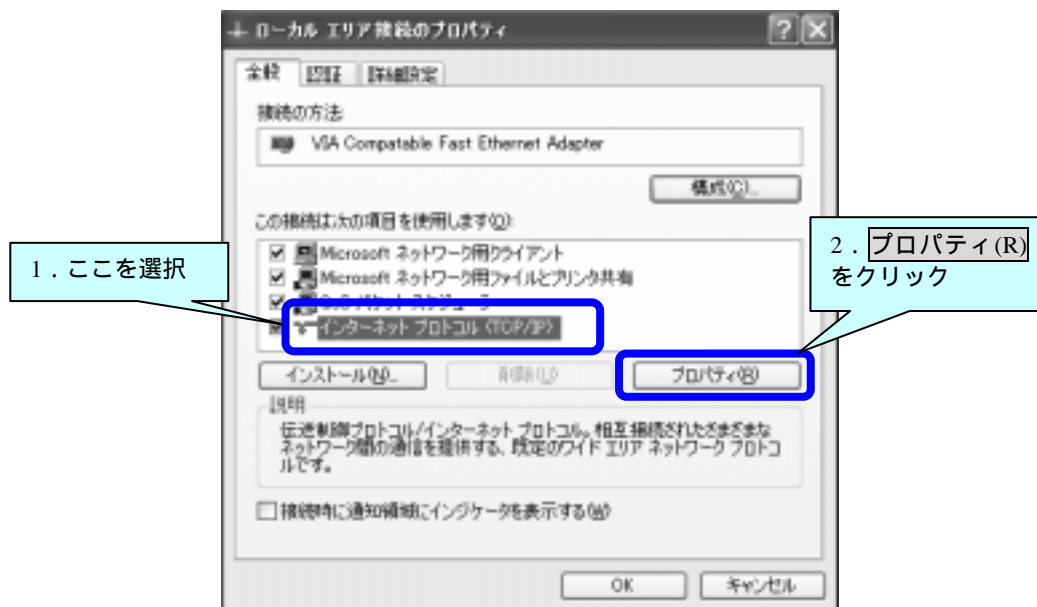 ローカル エリア接続のプロパティ
全般 認証 詳細設定
接続の方法:
VIA Compatable Fast Ethernet Adapter
構成(C)...
この接続は次の項目を使用します(O):
Microsoft ネットワーク用クライアント
Microsoft ネットワーク用ファイルとプリンタ共有
QoS パケット スケジューラ
インターネット プロトコル (TCP/IP)
1．ここを選択
2．プロパティ(R)
をクリック
インストール(N)... 削除(U) プロパティ(R)
説明
伝送制御プロトコル/インターネット プロトコル。相互接続されたさまざまな
ネットワーク間の通信を提供する、既定のワイド エリア ネットワーク プロトコ
ルです。
接続時に通知領域にインジケータを表示する(W)
OK キャンセル